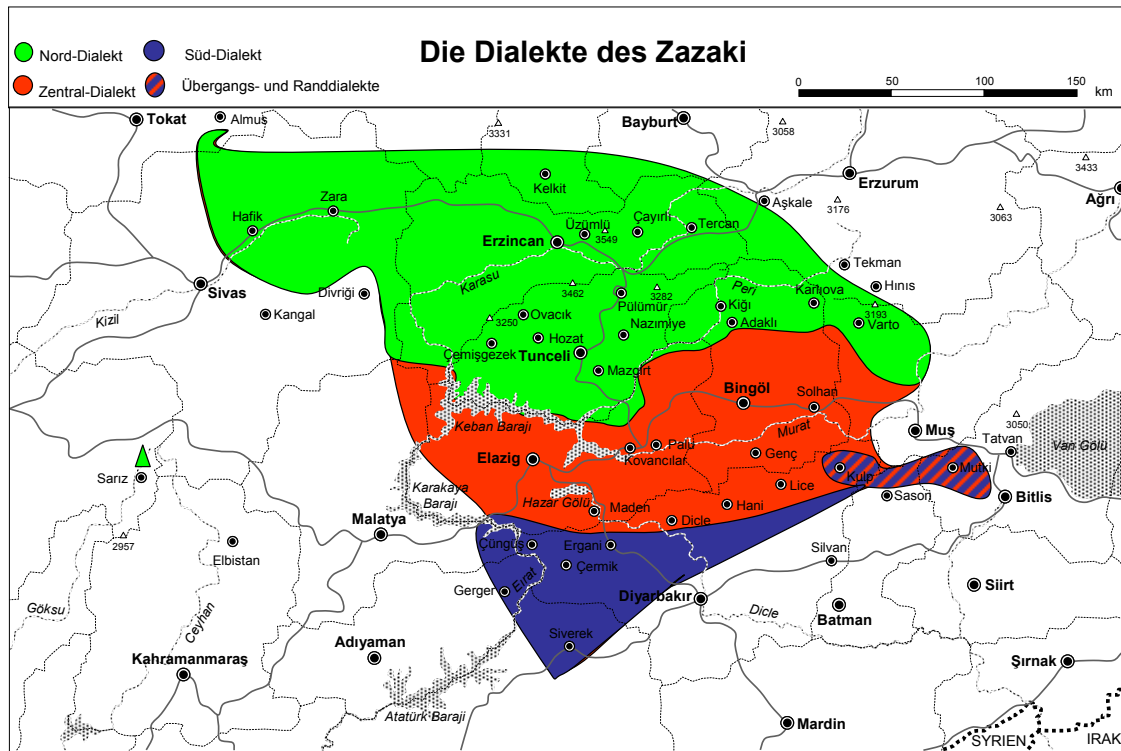 Die Dialekte des Zazaki
Nord-Dialekt
Süd-Dialekt
Zentral-Dialekt
Übergangs- und Randdialekte
0 50 100 150
km
Tokat
Almuş
3331
Bayburt
3058
3433
Kelkit
Erzurum
Ağrı
Zara
Aşkale
3176
3063
Hafik
Üzümlü
3549
Çayırlı
Tercan
Erzincan
Tekman
Sivas
Divriği
Karasu
3462
3282
Peri
Hınıs
Pülümür
Karlıova
Kizil
Kangal
3250
Ovacık
Kiğı
3193
Nazımiye
Adaklı
Varto
Hozat
Çemişgezek
Tunceli
Mazgirt
Bingöl
Solhan
Keban Barajı
Murat
Muş
3050
Tatvan
Van Gölü
Elazig
Kovancılar
Palu
Genç
Kulp
Mutki
Sarız
Karakaya
Barajı
Hazar Gölü
Lice
Sason
Bitlis
Maden
Hani
Dicle
2957
Malatya
Elbistan
Çüngüş
Ergani
Silvan
Çermik
Gerger
Eırat
Diyarbakır
Siirt
Göksu
Ceyhan
Dicle
Batman
Siverek
Adıyaman
Kahramanmaraş
Şırnak
Atatürk Baraji
Mardin
SYRIEN
IRAK